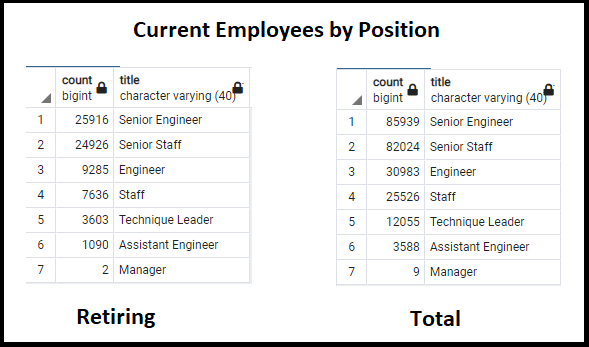 Current Employees by Position
count title
bigint character varying (40)
1 25916 Senior Engineer
2 24926 Senior Staff
3 9285 Engineer
4 7636 Staff
5 3603 Technique Leader
6 1090 Assistant Engineer
7 2 Manager
Retiring
count title
bigint character varying (40)
1 85939 Senior Engineer
2 82024 Senior Staff
3 30983 Engineer
4 25526 Staff
5 12055 Technique Leader
6 3588 Assistant Engineer
7 9 Manager
Total